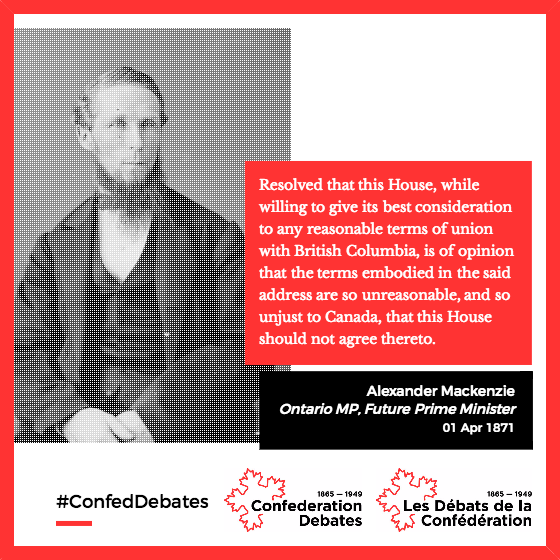 Resolved that this House, while
willing to give its best consideration
to any reasonable terms of union
with British Columbia, is of opinion
that the terms embodied in the said
address are so unreasonable, and so
unjust to Canada, that this House
should not agree thereto.
Alexander Mackenzie
Ontario MP, Future Prime Minister
01 Apr 1871
#ConfedDebates
1865 — 1949
Confederation
Debates
1865 — 1949
Les Débats de la
Confédération